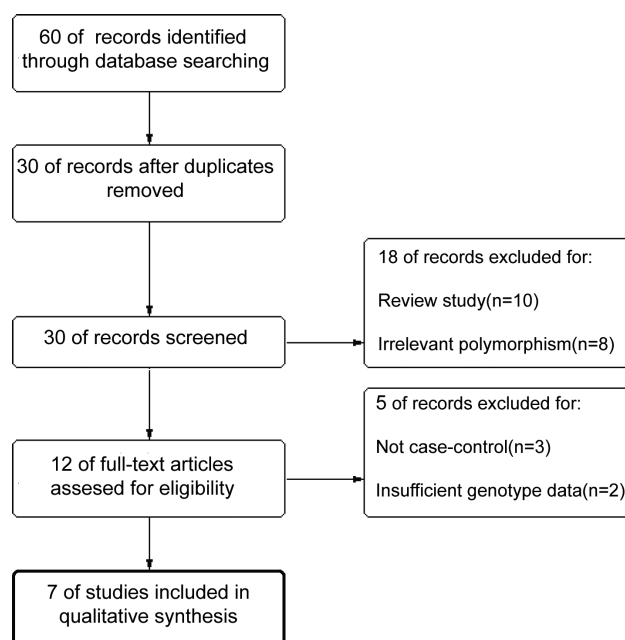 60 of records identified
through database searching
30 of records after duplicates
removed
30 of records screened
18 of records excluded for:
Review study(n=10)
Irrelevant polymorphism(n=8)
12 of full-text articles
assesed for eligibility
5 of records excluded for:
Not case-control(n=3)
Insufficient genotype data(n=2)
7 of studies included in
qualitative synthesis